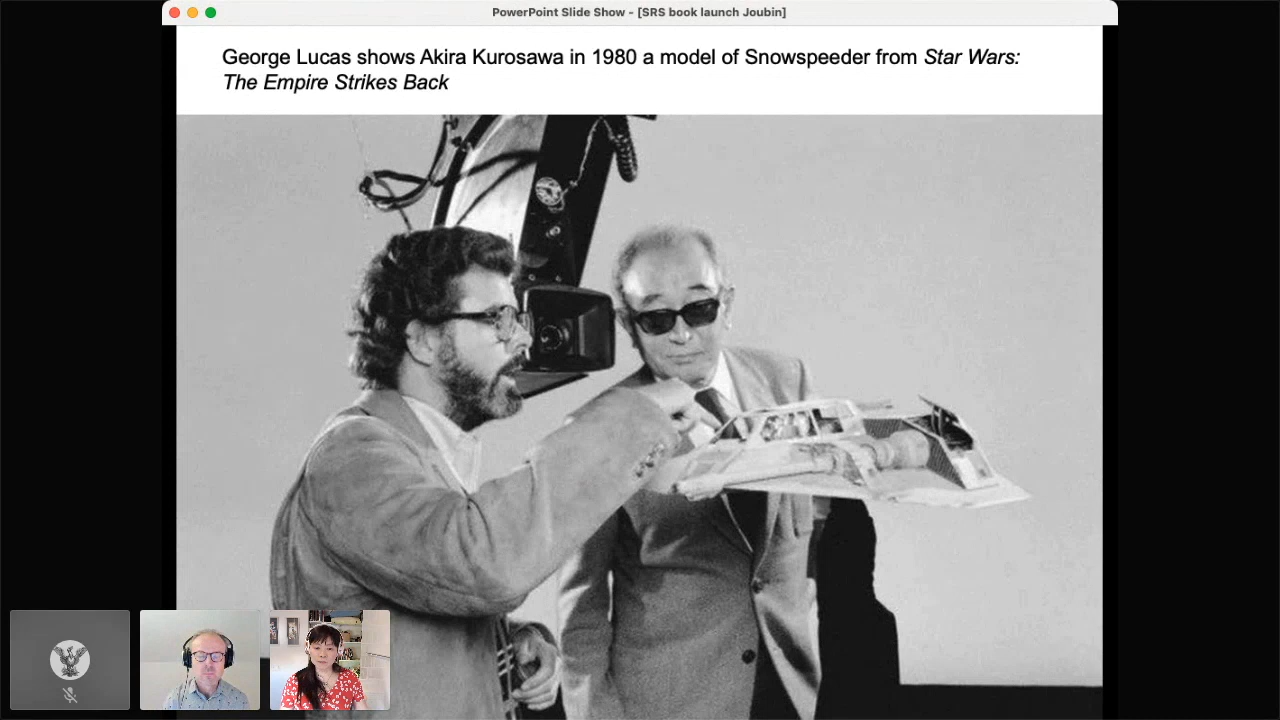 PowerPoint Slide Show - [SRS book launch Joubin]
George Lucas shows Akira Kurosawa in 1980 a model of Snowspeeder from Star Wars:
The Empire Strikes Back